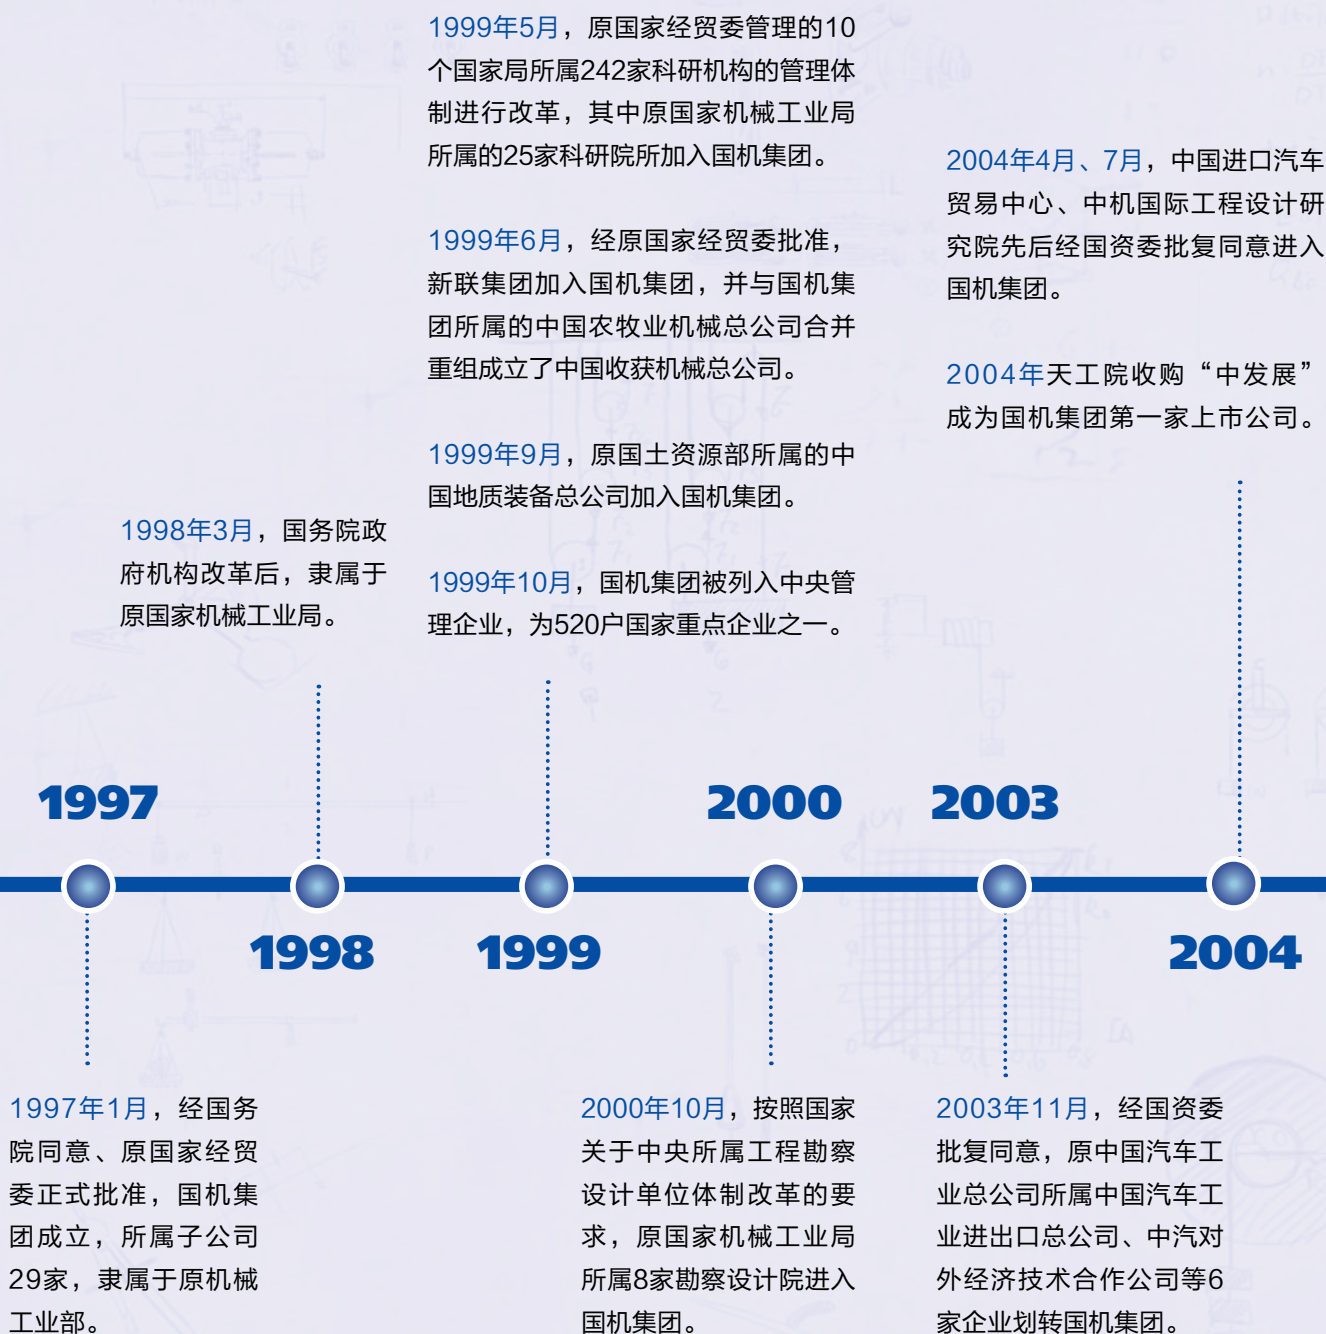 1999年5月，原国家经贸委管理的10
个国家局所属242家科研机构的管理体
制进行改革，其中原国家机械工业局
所属的25家科研院所加入国机集团。
1999年6月，经原国家经贸委批准，
新联集团加入国机集团，并与国机集
团所属的中国农牧业机械总公司合并
重组成立了中国收获机械总公司。
1999年9月，原国土资源部所属的中
国地质装备总公司加入国机集团。
1999年10月，国机集团被列入中央管
理企业，为520户国家重点企业之一。
2004年4月、7月，中国进口汽车
贸易中心、中机国际工程设计研
究院先后经国资委批复同意进入
国机集团。
2004年天工院收购“中发展”
成为国机集团第一家上市公司。
1998年3月，国务院政
府机构改革后，隶属于
原国家机械工业局。
1997
2000
2003
1998
1999
2004
1997年1月，经国务
院同意、原国家经贸
委正式批准，国机集
团成立，所属子公司
29家，隶属于原机械
工业部。
2000年10月，按照国家
关于中央所属工程勘察
设计单位体制改革的要
求，原国家机械工业局
所属8家勘察设计院进入
国机集团。
2003年11月，经国资委
批复同意，原中国汽车工
业总公司所属中国汽车工
业进出口总公司、中汽对
外经济技术合作公司等6
家企业划转国机集团。